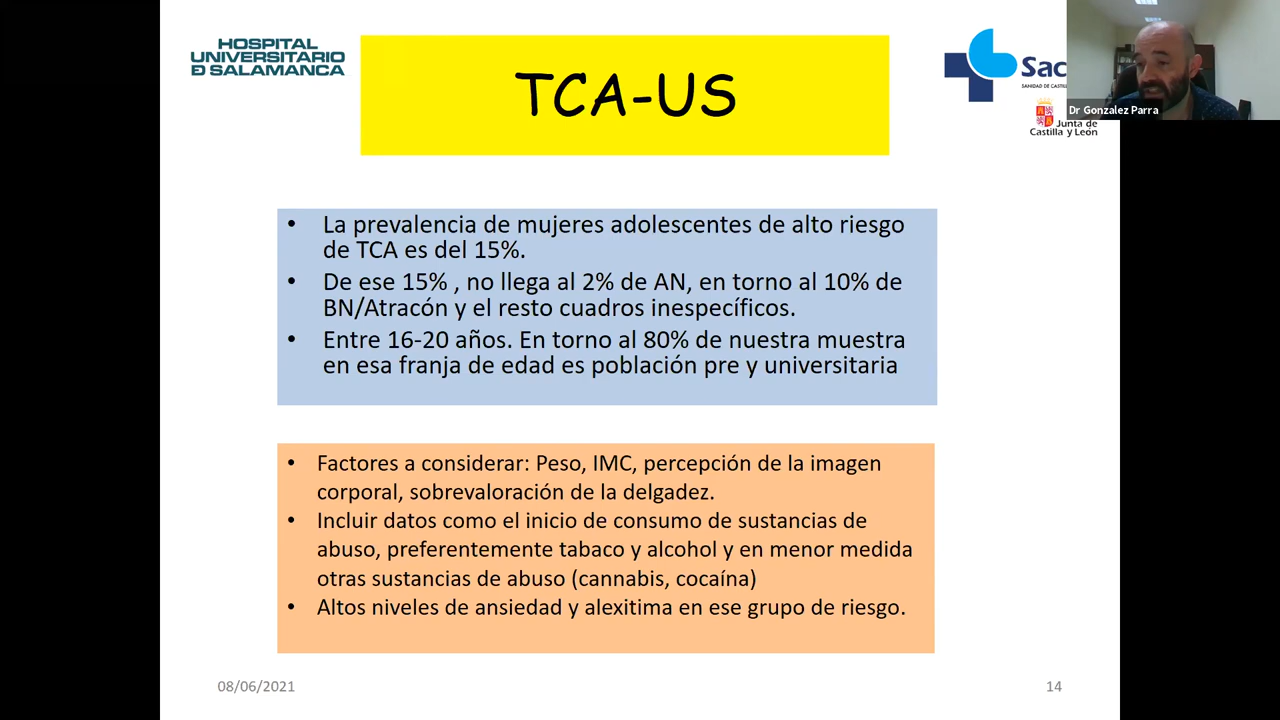 HOSPITAL
UNIVERSITARIO
DE SALAMANCA
TCA-US
Sac
SANIDAD DE CASTIL
Junta de
Castilla y León
Dr Gonzalez Parra
• La prevalencia de mujeres adolescentes de alto riesgo
de TCA es del 15%.
• De ese 15% , no llega al 2% de AN, en torno al 10% de
BN/Atracón y el resto cuadros inespecíficos.
• Entre 16-20 años. En torno al 80% de nuestra muestra
en esa franja de edad es población pre y universitaria
• Factores a considerar: Peso, IMC, percepción de la imagen
corporal, sobrevaloración de la delgadez.
• Incluir datos como el inicio de consumo de sustancias de
abuso, preferentemente tabaco y alcohol y en menor medida
otras sustancias de abuso (cannabis, cocaína)
• Altos niveles de ansiedad y alexitima en ese grupo de riesgo.
08/06/2021
14